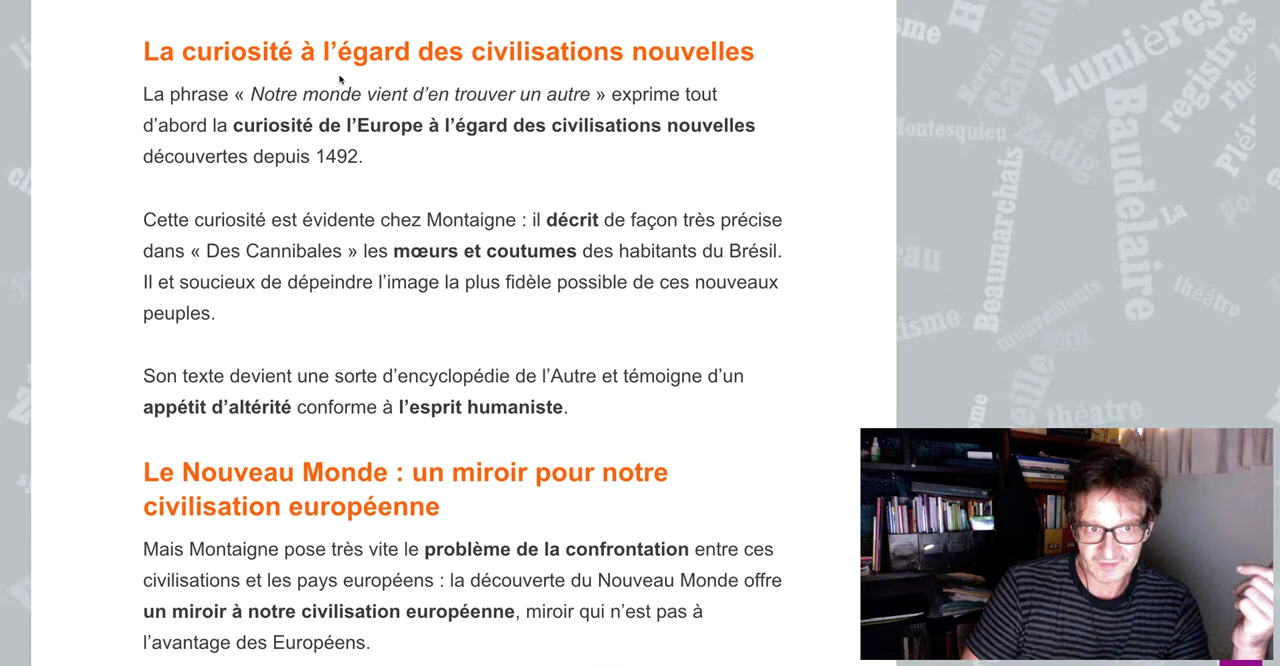 La curiosité à l’égard des civilisations nouvelles
La phrase « Notre monde vient d’en trouver un autre » exprime tout
d’abord la curiosité de l’Europe à l’égard des civilisations nouvelles
découvertes depuis 1492.
Cette curiosité est évidente chez Montaigne : il décrit de façon très précise
dans « Des Cannibales » les mœurs et coutumes des habitants du Brésil.
Il et soucieux de dépeindre l’image la plus fidèle possible de ces nouveaux
peuples.
Son texte devient une sorte d’encyclopédie de l’Autre et témoigne d’un
appétit d’altérité conforme à l’esprit humaniste.
Le Nouveau Monde : un miroir pour notre
civilisation européenne
Mais Montaigne pose très vite le problème de la confrontation entre ces
civilisations et les pays européens : la découverte du Nouveau Monde offre
un miroir à notre civilisation européenne, miroir qui n’est pas à
l’avantage des Européens.
Lumières
registres
Candide
Zadig
Baudelaire
Beaumarchais
La
théâtre
mouvements
théâtre